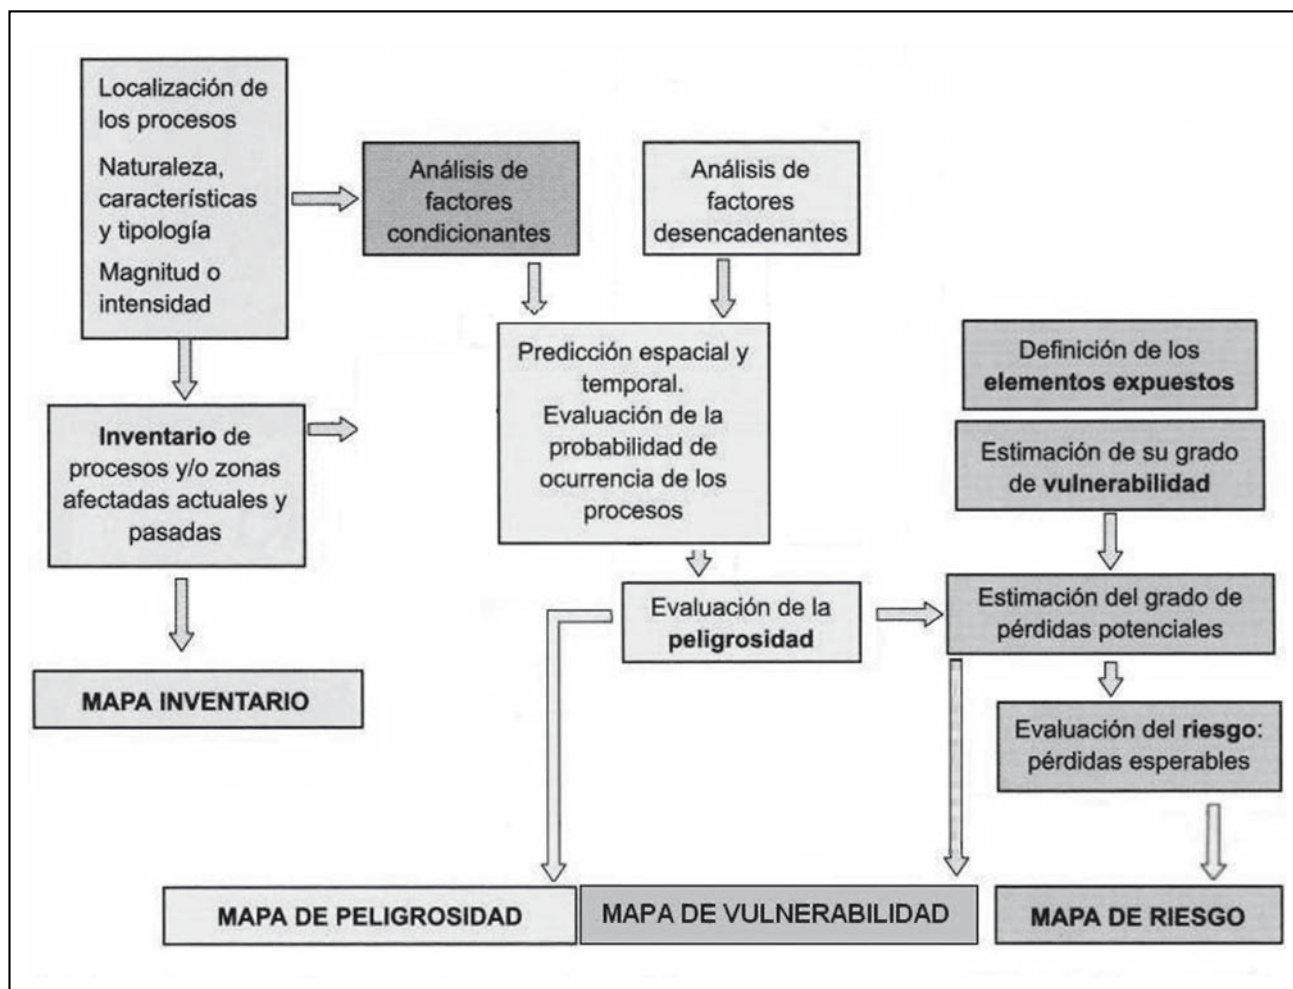 Localización de
los procesos
Naturaleza,
características
y tipología
Magnitud o
intensidad
Análisis de
factores
condicionantes
Análisis de
factores
desencadenantes
Inventario de
procesos y/o zonas
afectadas actuales y
pasadas
Predicción espacial y
temporal.
Evaluación de la
probabilidad de
ocurrencia de los
procesos
Definición de los
elementos expuestos
Estimación de su grado
de vulnerabilidad
Evaluación de la
peligrosidad
Estimación del grado de
pérdidas potenciales
MAPA INVENTARIO
Evaluación del riesgo:
pérdidas esperables
MAPA DE PELIGROSIDAD
MAPA DE VULNERABILIDAD
MAPA DE RIESGO